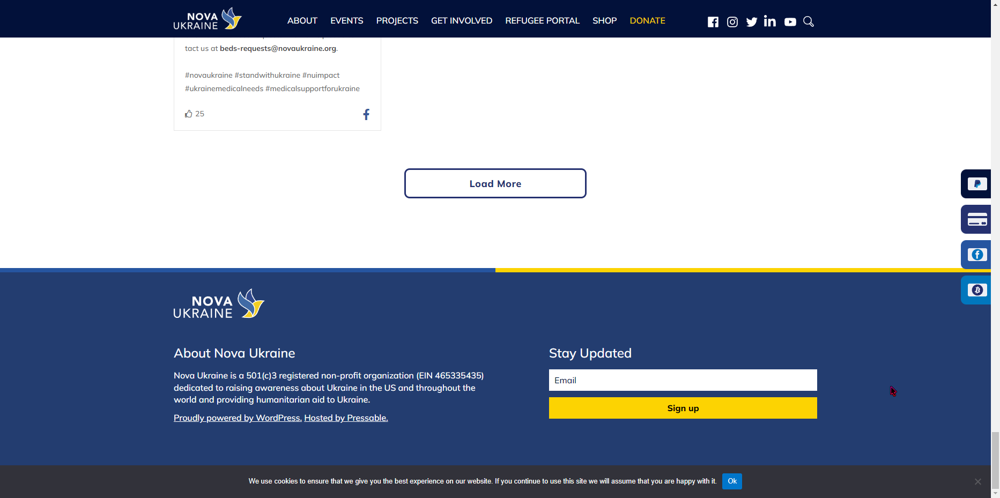 NOVA
UKRAINE
ABOUT EVENTS PROJECTS GET INVOLVED REFUGEE PORTAL SHOP DONATE
tact us at beds-requests@novaukraine.org.
#novaukraine #standwithukraine #nuimpact
#ukrainemedicalneeds #medicalsupportforukraine
25
Load More
NOVA
UKRAINE
About Nova Ukraine
Nova Ukraine is a 501(c)3 registered non-profit organization (EIN 465335435)
dedicated to raising awareness about Ukraine in the US and throughout the
world and providing humanitarian aid to Ukraine.
Proudly powered by WordPress. Hosted by Pressable.
Stay Updated
Email
Sign up
We use cookies to ensure that we give you the best experience on our website. If you continue to use this site we will assume that you are happy with it.
Ok